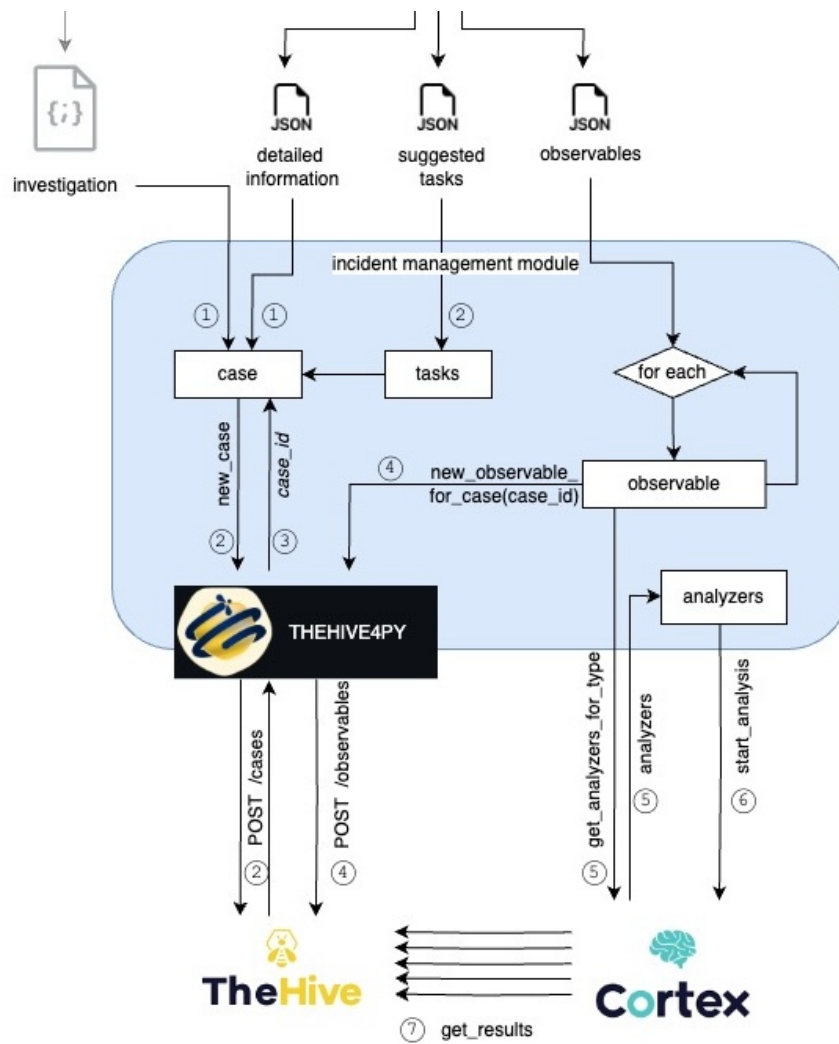 {;}
JSON
JSON
JSON
investigation
detailed
information
suggested
tasks
observables
incident management module
1
1
2
case
tasks
for each
new_case
case_id
4
new_observable_
for_case(case_id)
observable
2
3
THEHIVE4PY
analyzers
POST /cases
POST /observables
get_analyzers_for_type
analyzers
start_analysis
2
4
5
5
6
TheHive
Cortex
7 get_results